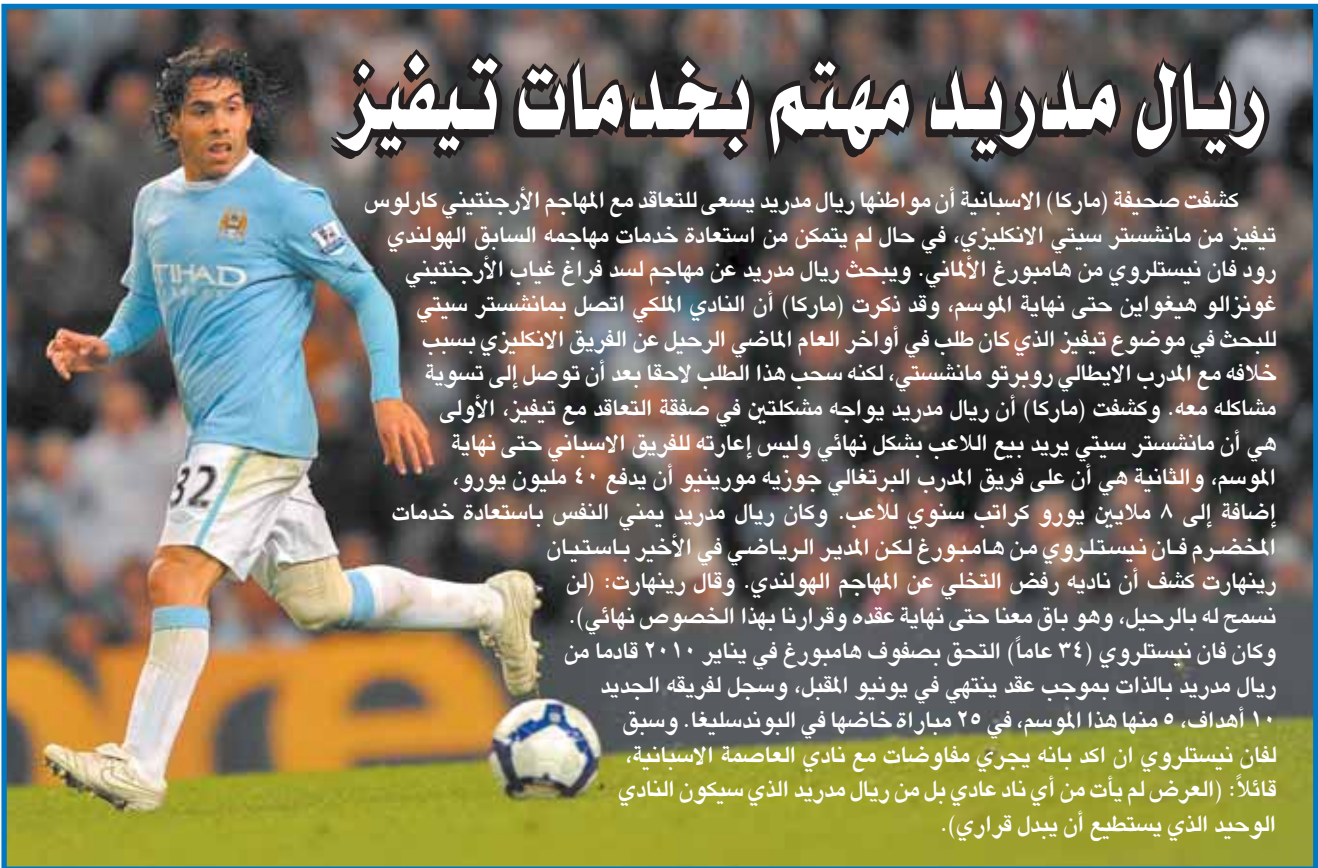 ريال مدريد مهتم بخدمات تيفيز
كشفت صحيفة (ماركا) الاسبانية أن مواطنها ريال مدريد يسعى للتعاقد مع المهاجم الأرجنتيني كارلوس
تيفيز من مانشستر سيتي الانكليزي، في حال لم يتمكن من استعادة خدمات مهاجمه السابق الهولندي
رود فان نيستلروي من هامبورغ الألماني. ويبحث ريال مدريد عن مهاجم لسد فراغ غياب الأرجنتيني
غونزالو هيغواين حتى نهاية الموسم، وقد ذكرت (ماركا) أن النادي الملكي اتصل بمانشستر سيتي
للبحث في موضوع تيفيز الذي كان طلب في أواخر العام الماضي الرحيل عن الفريق الانكليزي بسبب
خلافه مع المدرب الايطالي روبرتو مانشستي، لكنه سحب هذا الطلب لاحقا بعد أن توصل إلى تسوية
مشاكله معه. وكشفت (ماركا) أن ريال مدريد يواجه مشكلتين في صفقة التعاقد مع تيفيز، الأولى
هي أن مانشستر سيتي يريد بيع اللاعب بشكل نهائي وليس إعارته للفريق الاسباني حتى نهاية
الموسم، والثانية هي أن على فريق المدرب البرتغالي جوزيه مورينيو أن يدفع ٤٠ مليون يورو،
إضافة إلى ٨ ملايين يورو كراتب سنوي للاعب. وكان ريال مدريد يمني النفس باستعادة خدمات
المخضرم فان نيستلروي من هامبورغ لكن المدير الرياضي في الأخير باستيان
رينهارت كشف أن ناديه رفض التخلي عن المهاجم الهولندي. وقال رينهارت: (لن
نسمح له بالرحيل، وهو باق معنا حتى نهاية عقده وقرارنا بهذا الخصوص نهائي).
وكان فان نيستلروي (٣٤ عاماً) التحق بصفوف هامبورغ في يناير ٢٠١٠ قادما من
ريال مدريد بالذات بموجب عقد ينتهي في يونيو المقبل، وسجل لفريقه الجديد
١٠ أهداف، ٥ منها هذا الموسم، في ٢٥ مباراة خاضها في البوندسليغا. وسبق
لفان نيستلروي ان اكد بانه يجري مفاوضات مع نادي العاصمة الاسبانية،
قائلاً: (العرض لم يأت من أي ناد عادي بل من ريال مدريد الذي سيكون النادي
الوحيد الذي يستطيع أن يبدل قراري).
TIHAD
32